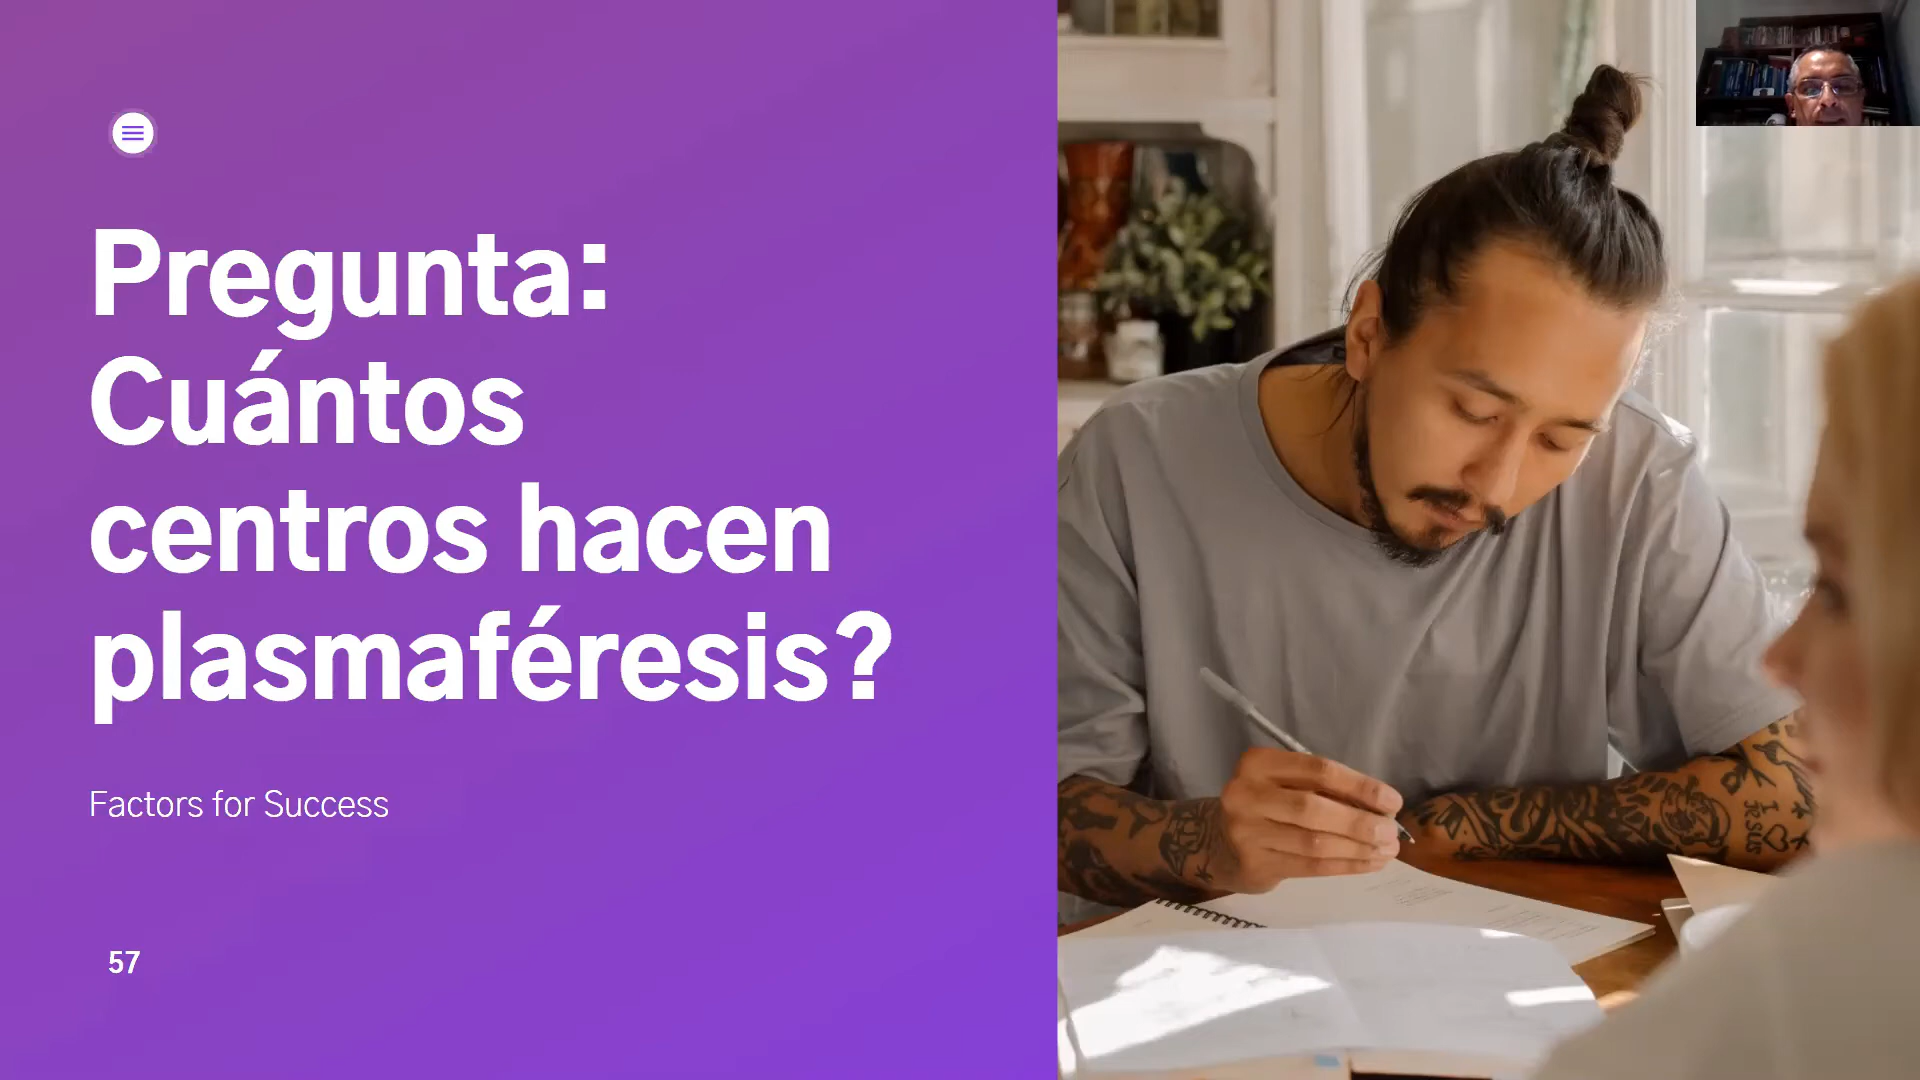 Pregunta:
Cuántos
centros hacen
plasmaféresis?
Factors for Success
57